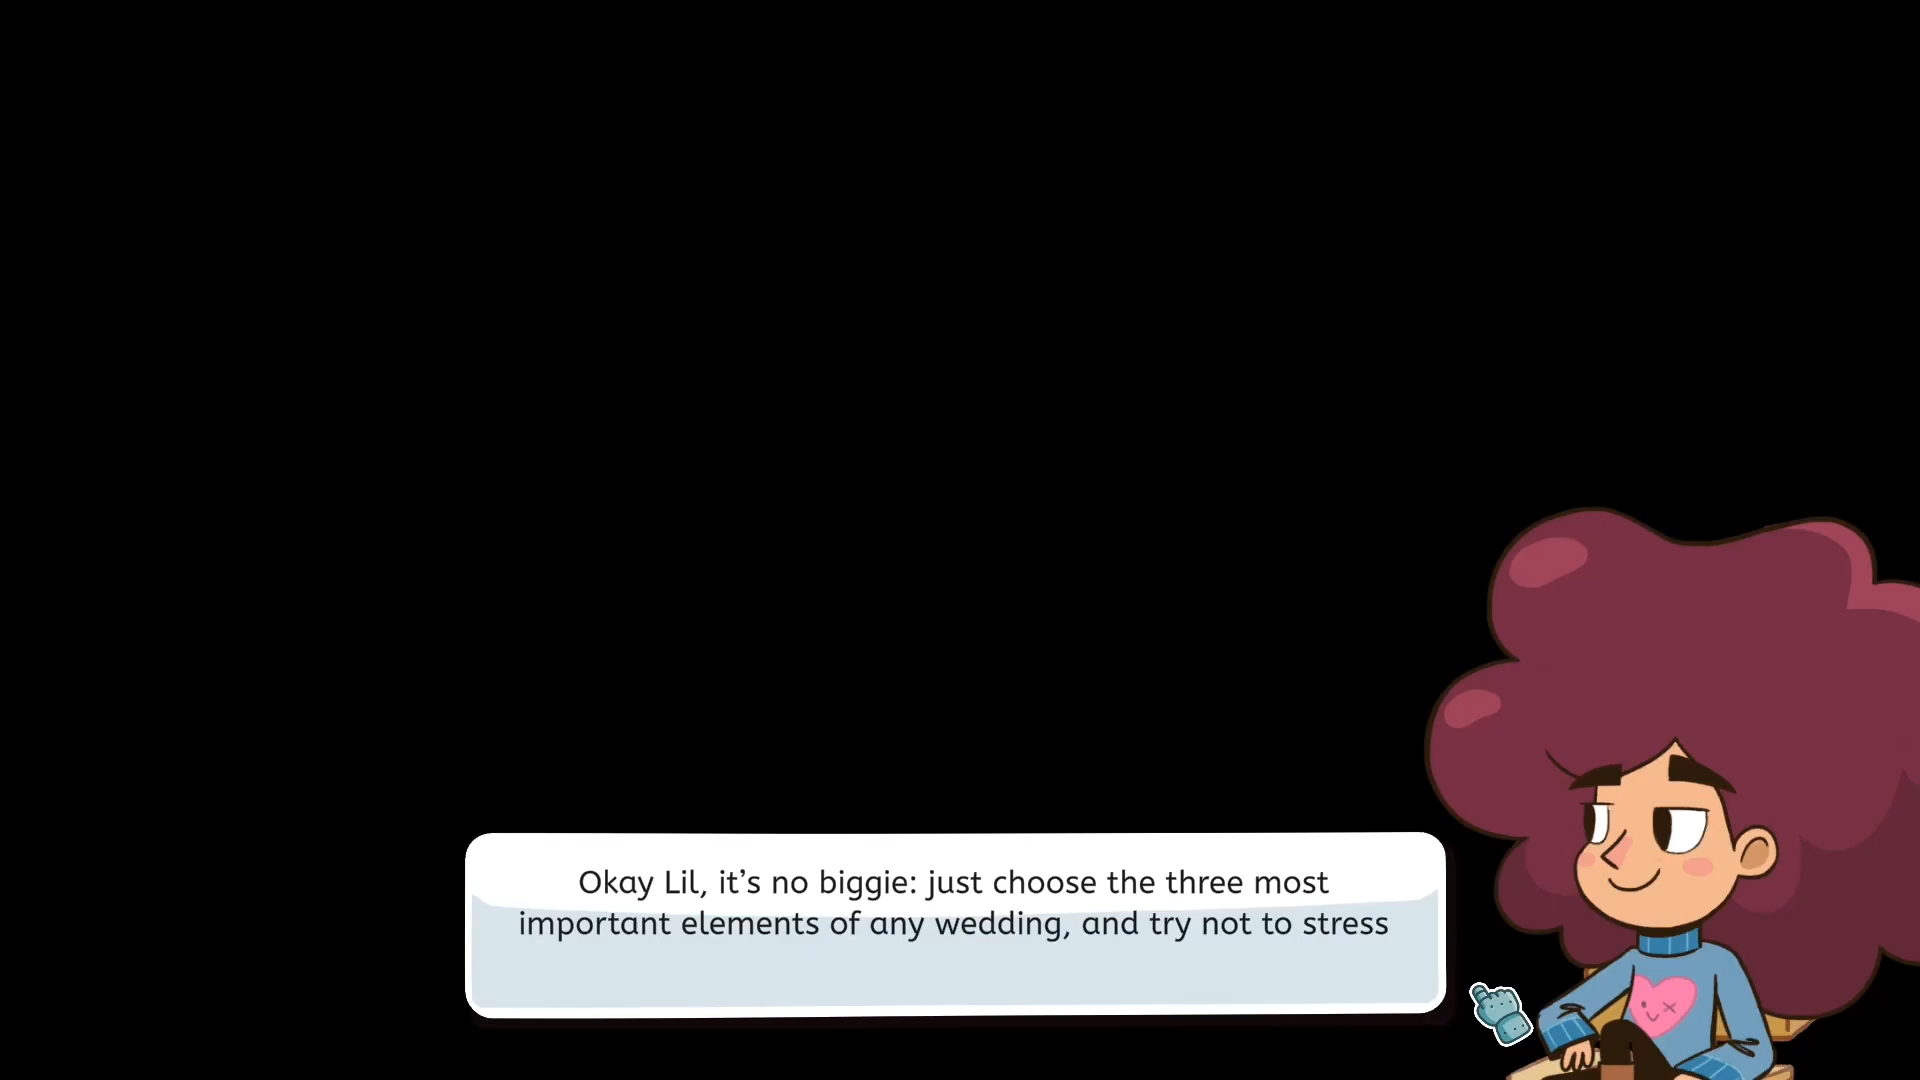 Okay Lil, it’s no biggie: just choose the three most
important elements of any wedding, and try not to stress